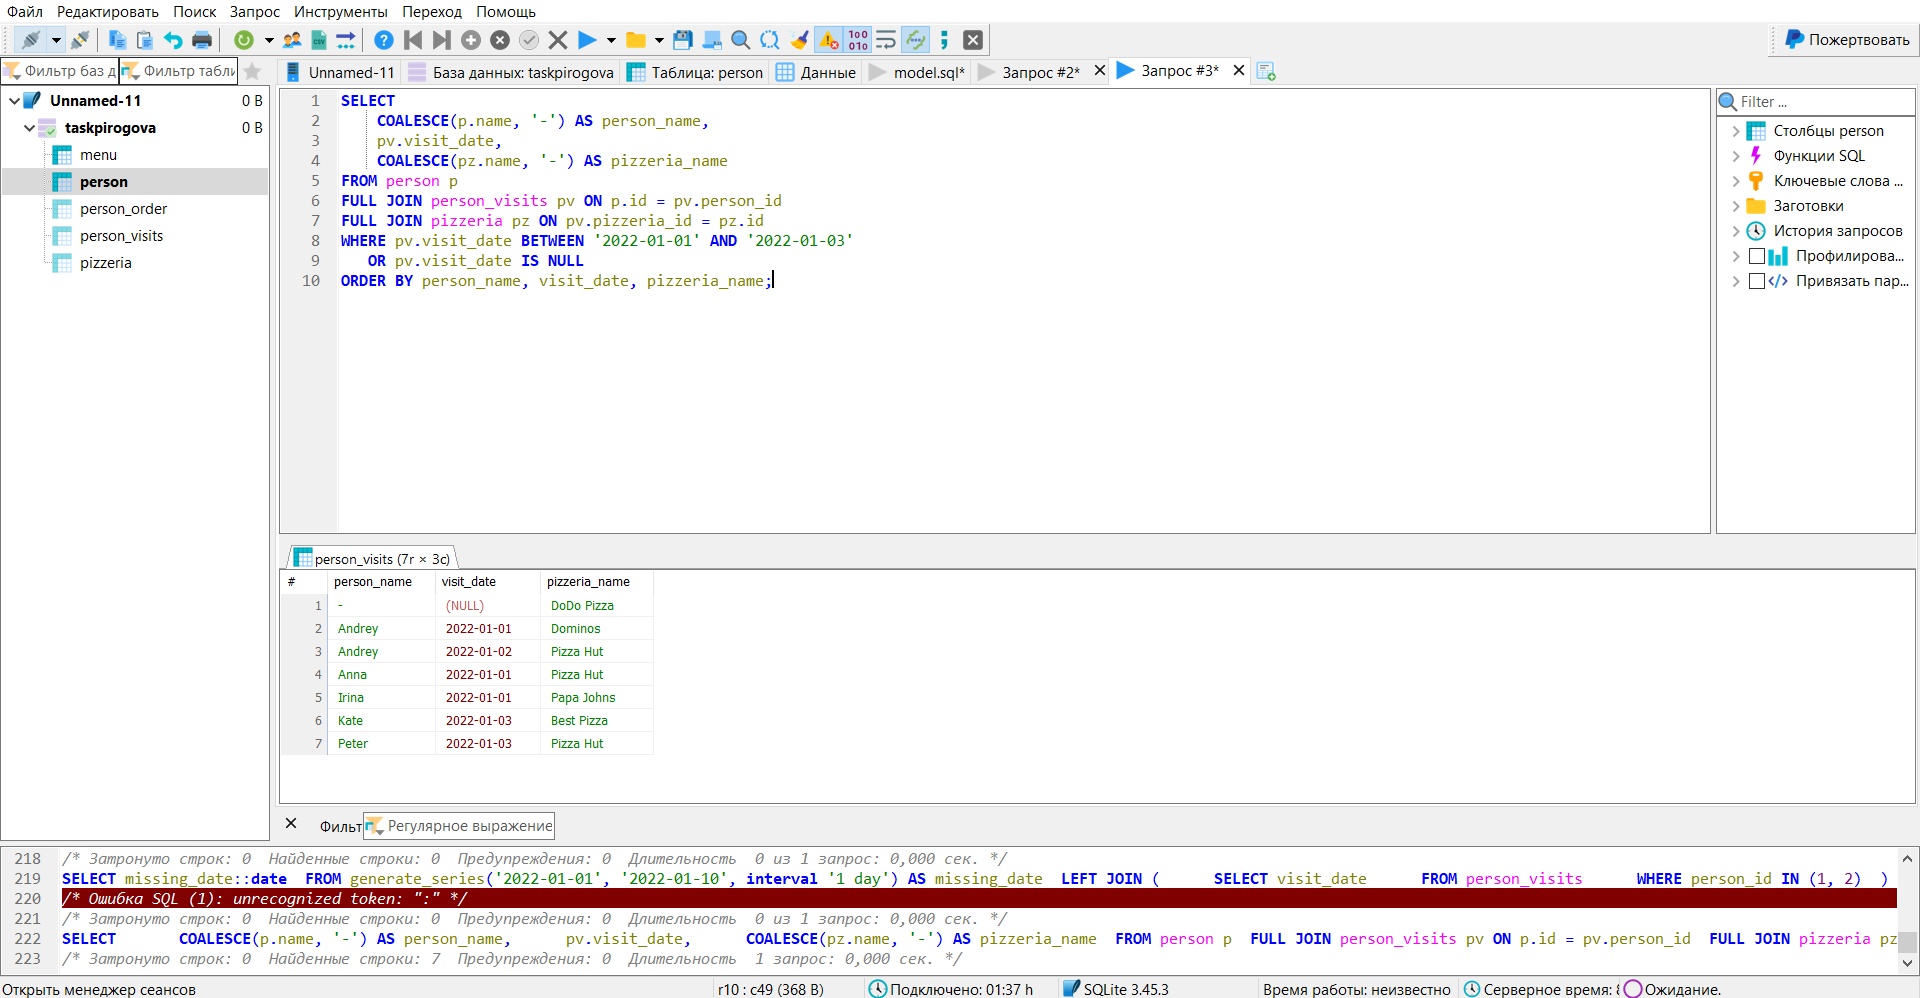 Файл Редактировать Поиск Запрос Инструменты Переход Помощь
Пожертвовать
Фильтр баз д Фильтр табли
Unnamed-11 База данных: taskpirogova Таблица: person Данные model.sql* Запрос #2* Запрос #3*
Unnamed-11 0 B
taskpirogova 0 B
menu
person
person_order
person_visits
pizzeria
1 SELECT
2 COALESCE(p.name, '-') AS person_name,
3 pv.visit_date,
4 COALESCE(pz.name, '-') AS pizzeria_name
5 FROM person p
6 FULL JOIN person_visits pv ON p.id = pv.person_id
7 FULL JOIN pizzeria pz ON pv.pizzeria_id = pz.id
8 WHERE pv.visit_date BETWEEN '2022-01-01' AND '2022-01-03'
9 OR pv.visit_date IS NULL
10 ORDER BY person_name, visit_date, pizzeria_name;
Filter ...
Столбцы person
Функции SQL
Ключевые слова ...
Заготовки
История запросов
Профилирова...
Привязать пар...
person_visits (7r × 3c)
# person_name visit_date pizzeria_name
1 - (NULL) DoDo Pizza
2 Andrey 2022-01-01 Dominos
3 Andrey 2022-01-02 Pizza Hut
4 Anna 2022-01-01 Pizza Hut
5 Irina 2022-01-01 Papa Johns
6 Kate 2022-01-03 Best Pizza
7 Peter 2022-01-03 Pizza Hut
Фильт Регулярное выражение
218 /* Затронуто строк: 0 Найденные строки: 0 Предупреждения: 0 Длительность 0 из 1 запрос: 0,000 сек. */
219 SELECT missing_date::date FROM generate_series('2022-01-01', '2022-01-10', interval '1 day') AS missing_date LEFT JOIN ( SELECT visit_date FROM person_visits WHERE person_id IN (1, 2) )
220 /* Ошибка SQL (1): unrecognized token: ":" */
221 /* Затронуто строк: 0 Найденные строки: 0 Предупреждения: 0 Длительность 0 из 1 запрос: 0,000 сек. */
222 SELECT COALESCE(p.name, '-') AS person_name, pv.visit_date, COALESCE(pz.name, '-') AS pizzeria_name FROM person p FULL JOIN person_visits pv ON p.id = pv.person_id FULL JOIN pizzeria pz
223 /* Затронуто строк: 0 Найденные строки: 7 Предупреждения: 0 Длительность 1 запрос: 0,000 сек. */
Открыть менеджер сеансов r10 : c49 (368 B) Подключено: 01:37 h SQLite 3.45.3 Время работы: неизвестно Серверное время: Ожидание.